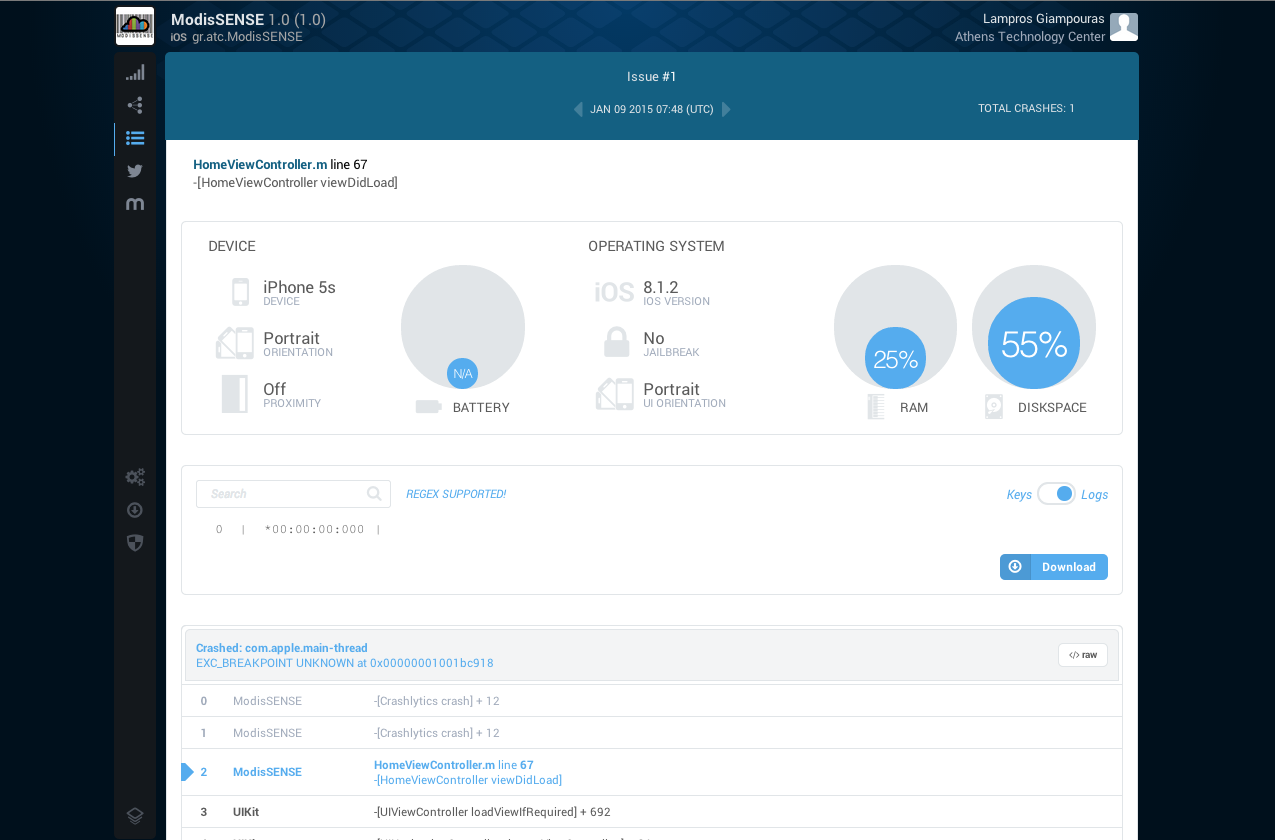 ModisSENSE 1.0 (1.0)
iOS gr.atc.ModisSENSE
Lampros Giampouras
Athens Technology Center
MODISSENSE
Issue #1
JAN 09 2015 07:48 (UTC)
TOTAL CRASHES: 1
HomeViewController.m line 67
-[HomeViewController viewDidLoad]
DEVICE
iPhone 5s
DEVICE
Portrait
ORIENTATION
Off
PROXIMITY
N/A
BATTERY
OPERATING SYSTEM
iOS
8.1.2
IOS VERSION
No
JAILBREAK
Portrait
UI ORIENTATION
25%
RAM
55%
DISKSPACE
Search
REGEX SUPPORTED!
Keys
Logs
0 | *00:00:00:000 |
Download
Crashed: com.apple.main-thread
EXC_BREAKPOINT UNKNOWN at 0x00000001001bc918
</> raw
0 ModisSENSE -[Crashlytics crash] + 12
1 ModisSENSE -[Crashlytics crash] + 12
2 ModisSENSE HomeViewController.m line 67
-[HomeViewController viewDidLoad]
3 UIKit -[UIViewController loadViewIfRequired] + 692